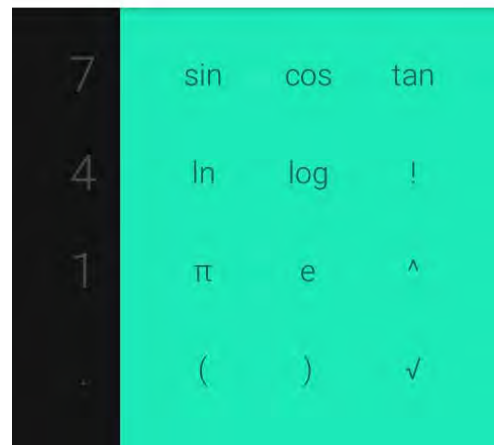 7 sin cos tan
4 ln log !
1 π e ^
. ( ) √